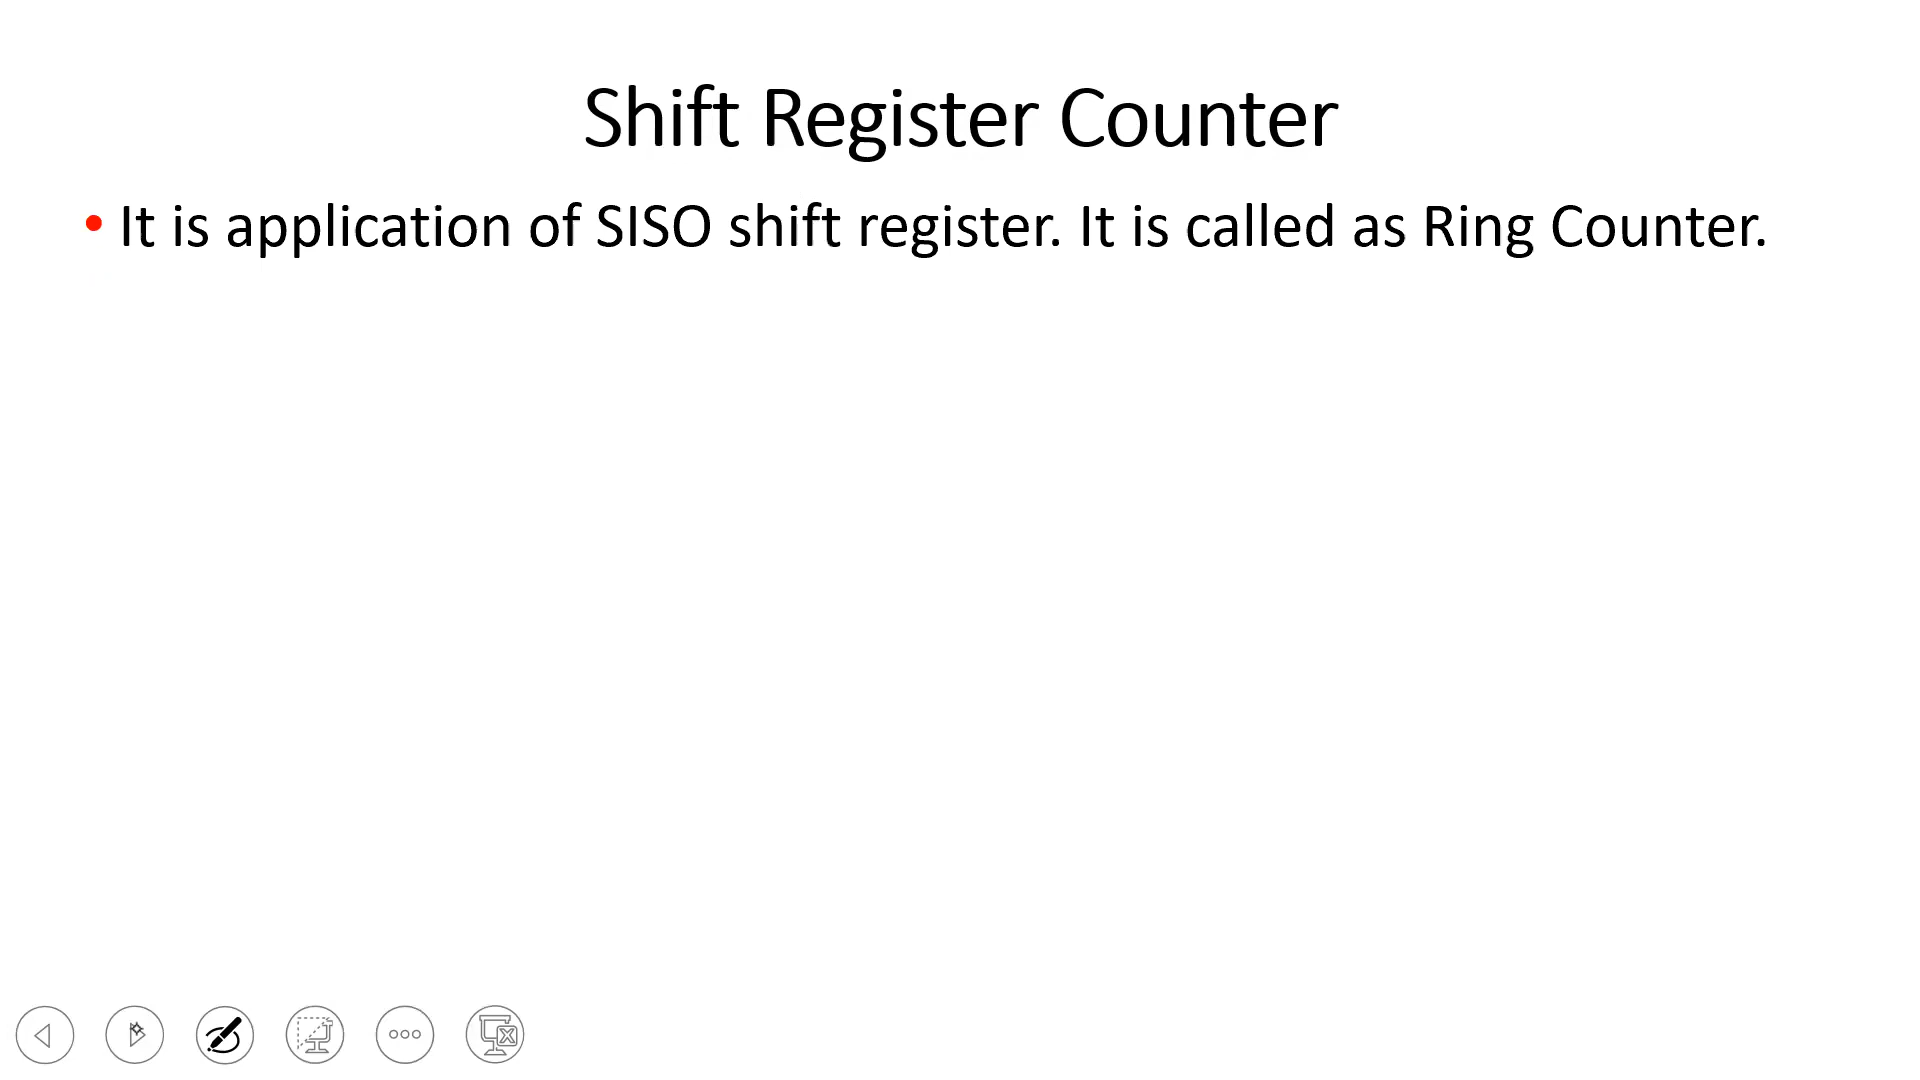 Shift Register Counter
• It is application of SISO shift register. It is called as Ring Counter.